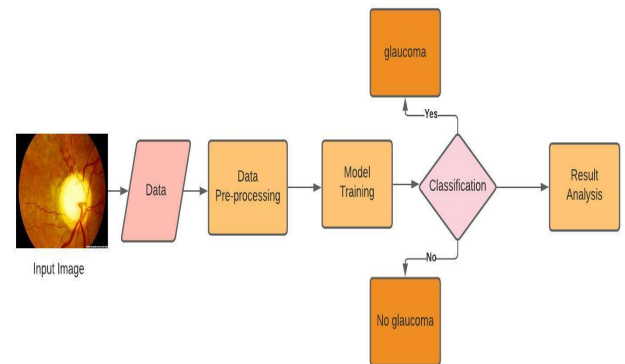 glaucoma
Yes
Data
Data
Pre-processing
Model
Training
Classification
Result
Analysis
Input Image
No
No glaucoma